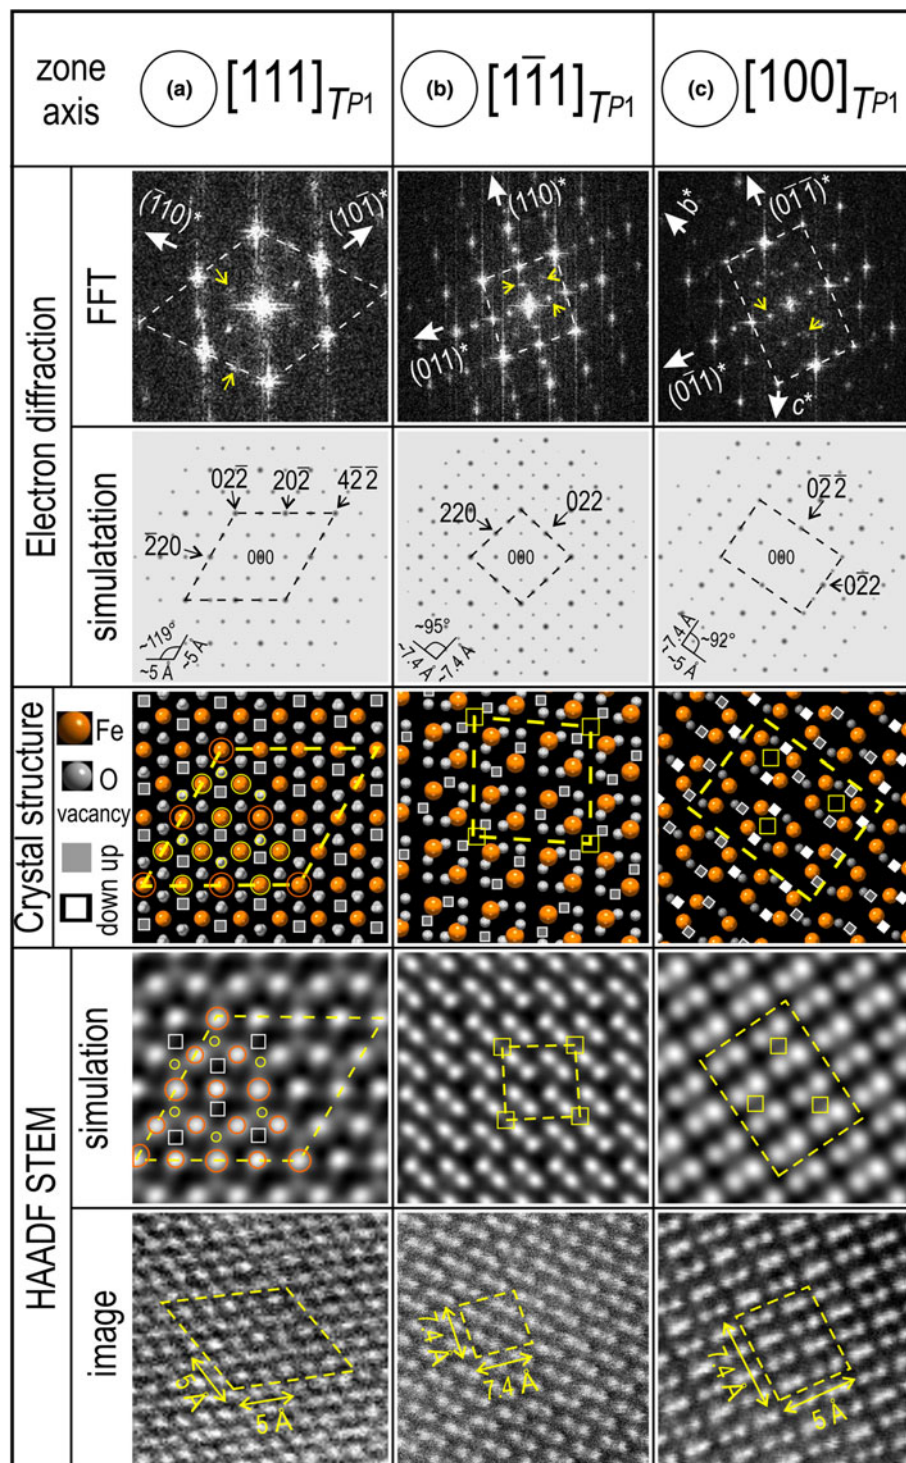 zone
axis
(a) [111]TP1
(b) [11̄1]TP1
(c) [100]TP1
Electron diffraction
FFT
(1̄10)*
(101̄)*
(110)*
(011)*
b*
(01̄1̄)*
(01̄1)*
c*
simulatation
022̄
202̄
42̄2̄
2̄20
000
~119°
~5 Å
~5 Å
220
022
000
~95°
~7.4 Å
~7.4 Å
02̄2̄
000
02̄2
~7.4 Å
~92°
~5 Å
Crystal structure
Fe
O
vacancy
up
down
HAADF STEM
simulation
image
5 Å
5 Å
7.4 Å
7.4 Å
7.4 Å
5 Å